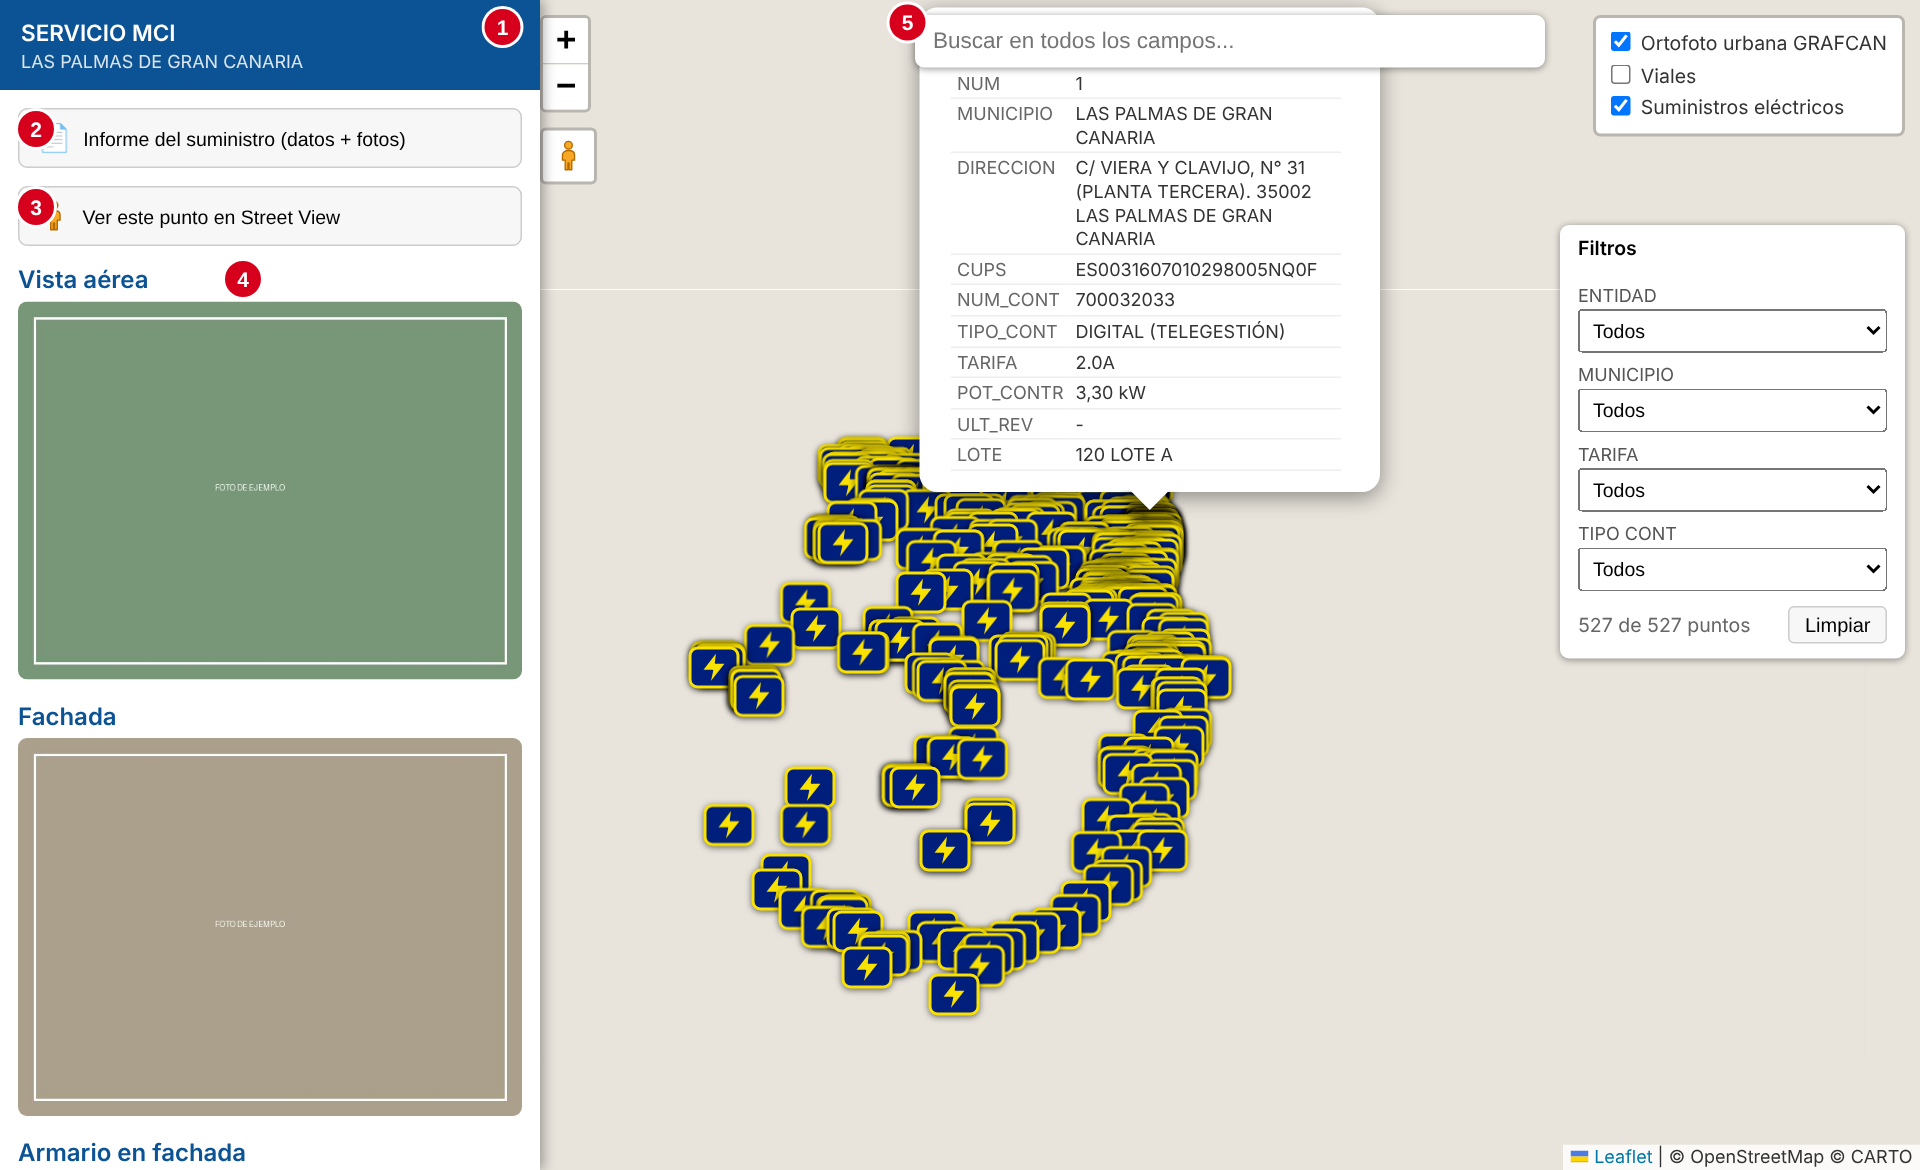 SERVICIO MCI
LAS PALMAS DE GRAN CANARIA
1
2
Informe del suministro (datos + fotos)
3
Ver este punto en Street View
Vista aérea
4
FOTO DE EJEMPLO
Fachada
FOTO DE EJEMPLO
Armario en fachada
+
−
5
Buscar en todos los campos...
NUM 1
MUNICIPIO LAS PALMAS DE GRAN
CANARIA
DIRECCION C/ VIERA Y CLAVIJO, Nº 31
(PLANTA TERCERA). 35002
LAS PALMAS DE GRAN
CANARIA
CUPS ES0031607010298005NQ0F
NUM_CONT 700032033
TIPO_CONT DIGITAL (TELEGESTIÓN)
TARIFA 2.0A
POT_CONTR 3,30 kW
ULT_REV -
LOTE 120 LOTE A
Ortofoto urbana GRAFCAN
Viales
Suministros eléctricos
Filtros
ENTIDAD
Todos
MUNICIPIO
Todos
TARIFA
Todos
TIPO CONT
Todos
527 de 527 puntos Limpiar
Leaflet | © OpenStreetMap © CARTO